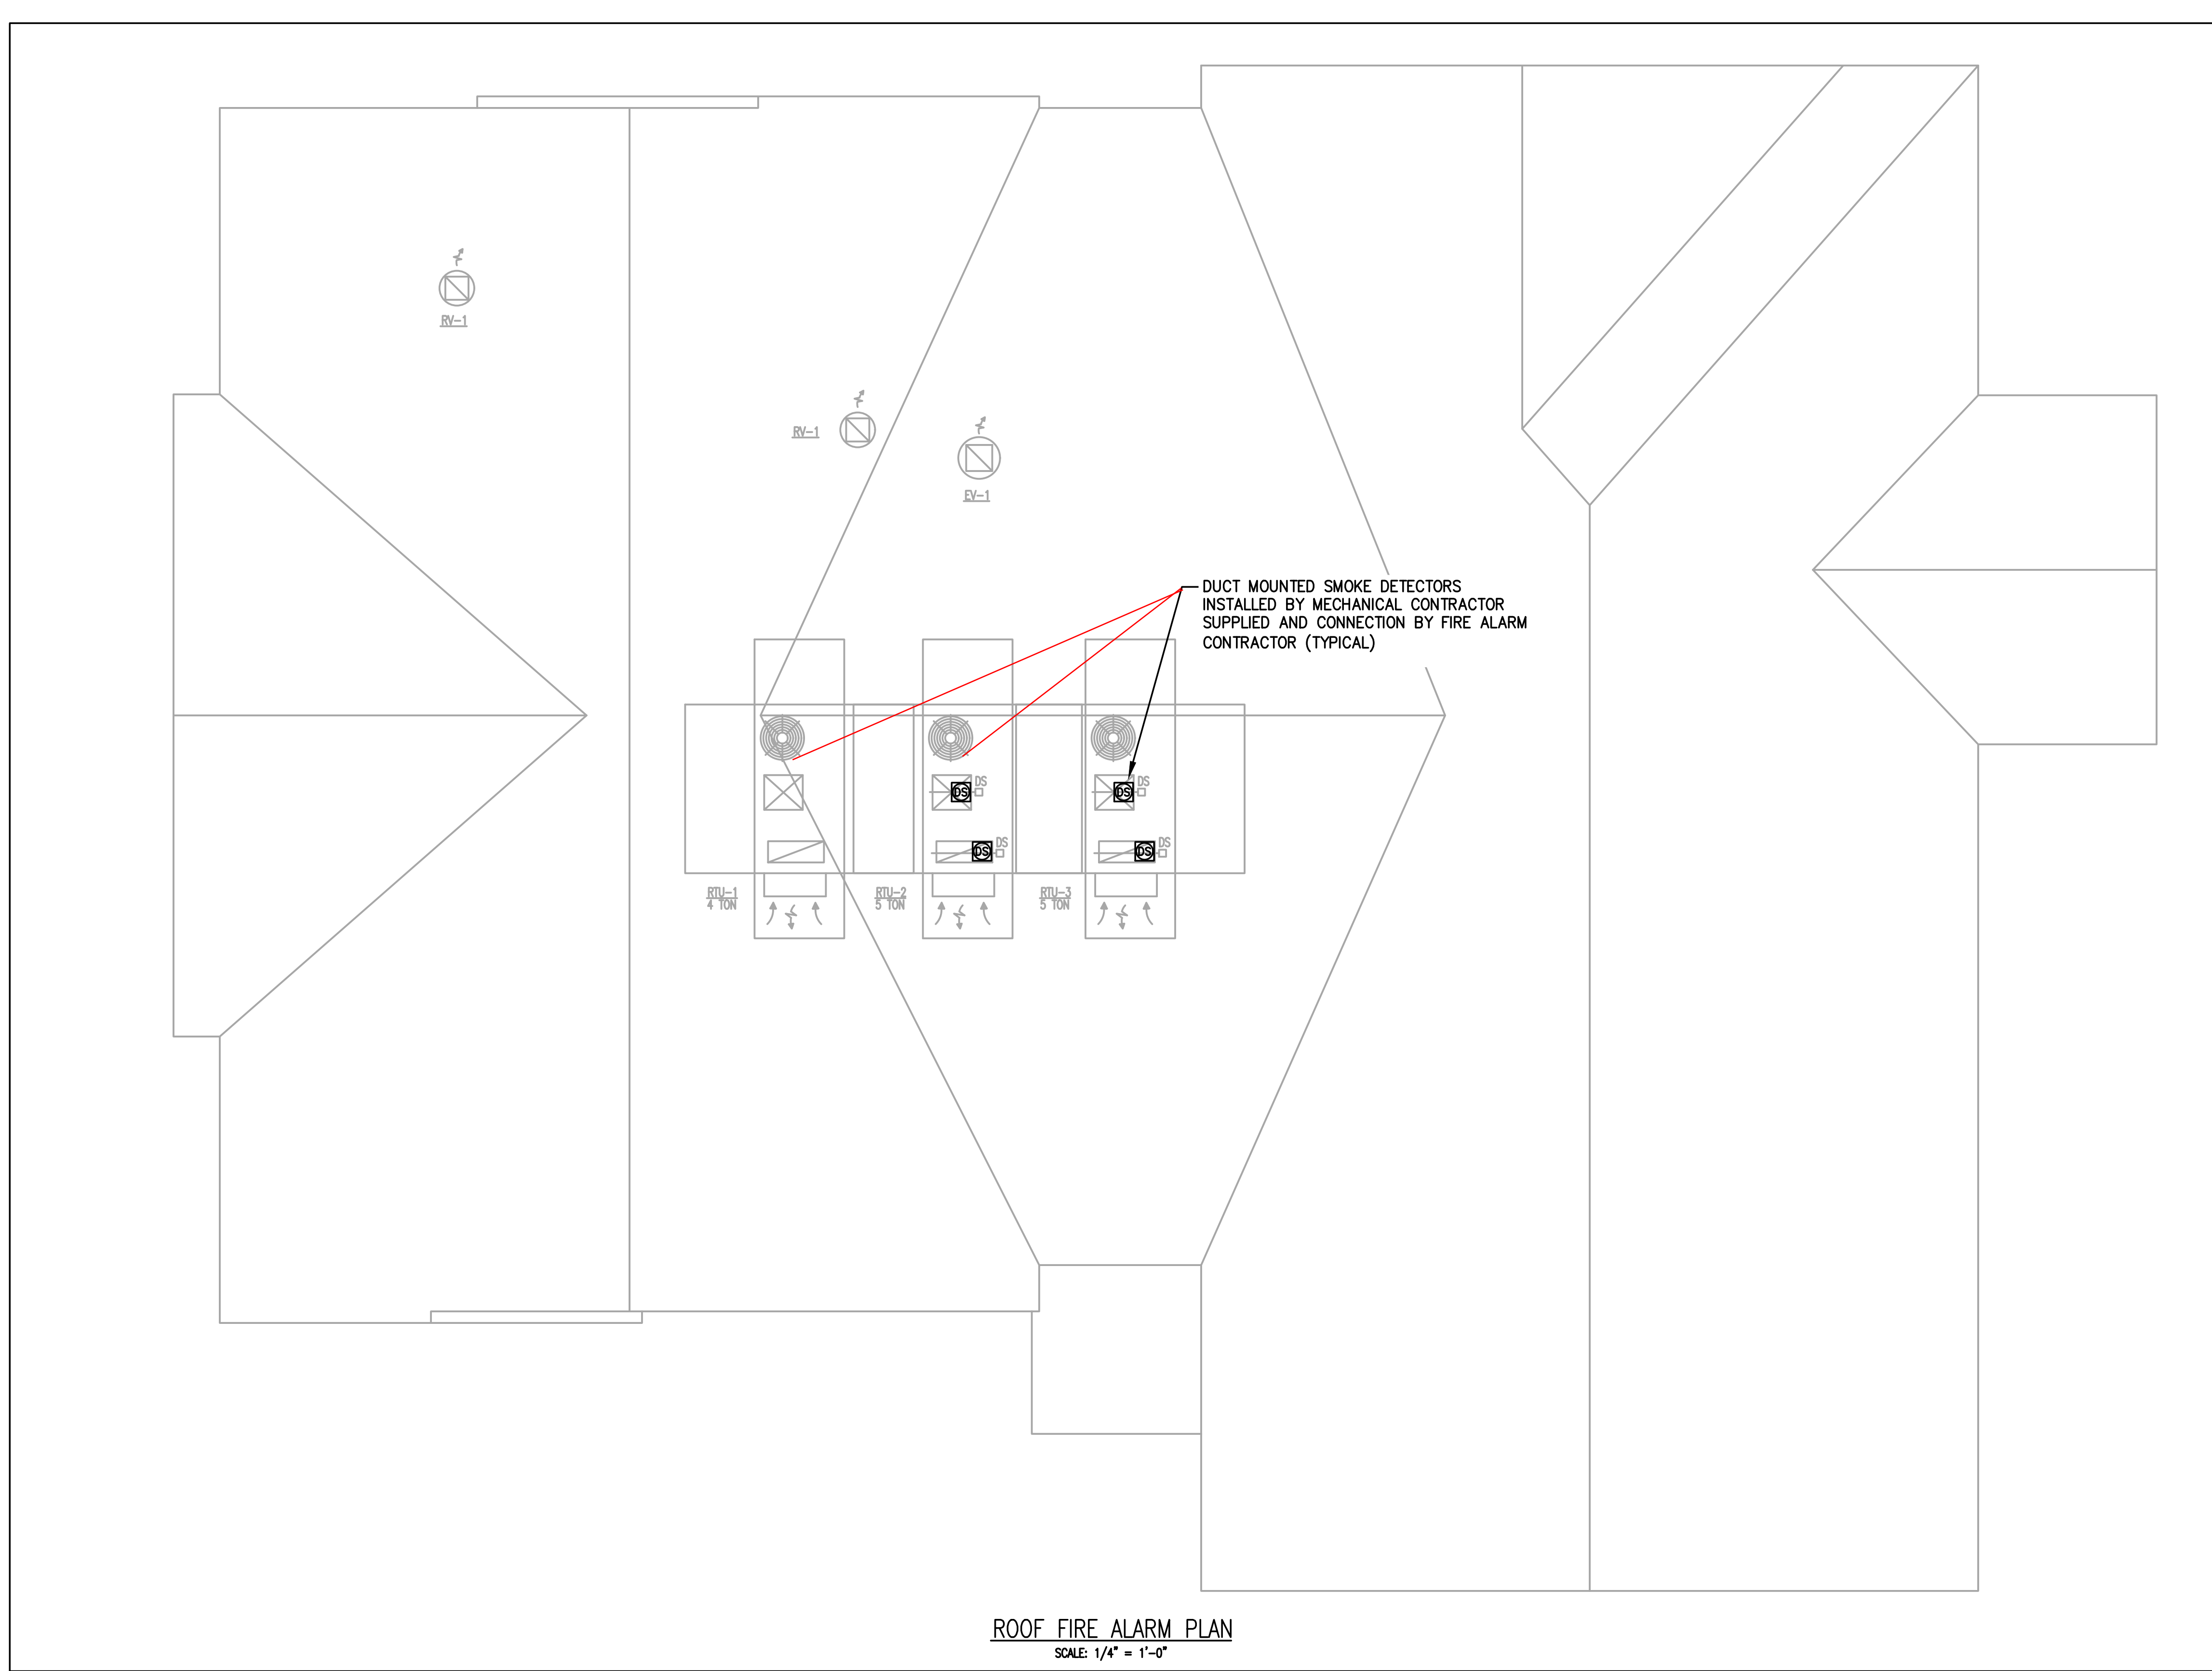 RV-1
RV-1
EV-1
DUCT MOUNTED SMOKE DETECTORS
INSTALLED BY MECHANICAL CONTRACTOR
SUPPLIED AND CONNECTION BY FIRE ALARM
CONTRACTOR (TYPICAL)
DS
DS
DS
DS
DS
DS
DS
DS
RTU-1
4 TON
RTU-2
5 TON
RTU-3
5 TON
ROOF FIRE ALARM PLAN
SCALE: 1/4" = 1'-0"